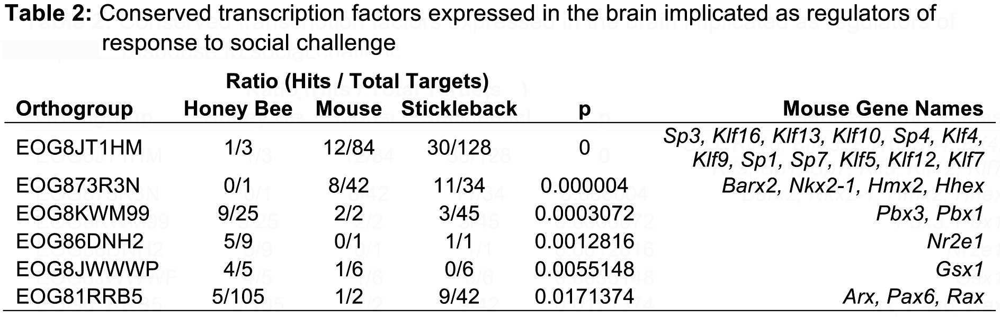 Table 2: Conserved transcription factors expressed in the brain implicated as regulators of
response to social challenge
Ratio (Hits / Total Targets)
Orthogroup Honey Bee Mouse Stickleback p Mouse Gene Names
EOG8JT1HM 1/3 12/84 30/128 0 Sp3, Klf16, Klf13, Klf10, Sp4, Klf4,
Klf9, Sp1, Sp7, Klf5, Klf12, Klf7
EOG873R3N 0/1 8/42 11/34 0.000004 Barx2, Nkx2-1, Hmx2, Hhex
EOG8KWM99 9/25 2/2 3/45 0.0003072 Pbx3, Pbx1
EOG86DNH2 5/9 0/1 1/1 0.0012816 Nr2e1
EOG8JWWWP 4/5 1/6 0/6 0.0055148 Gsx1
EOG81RRB5 5/105 1/2 9/42 0.0171374 Arx, Pax6, Rax